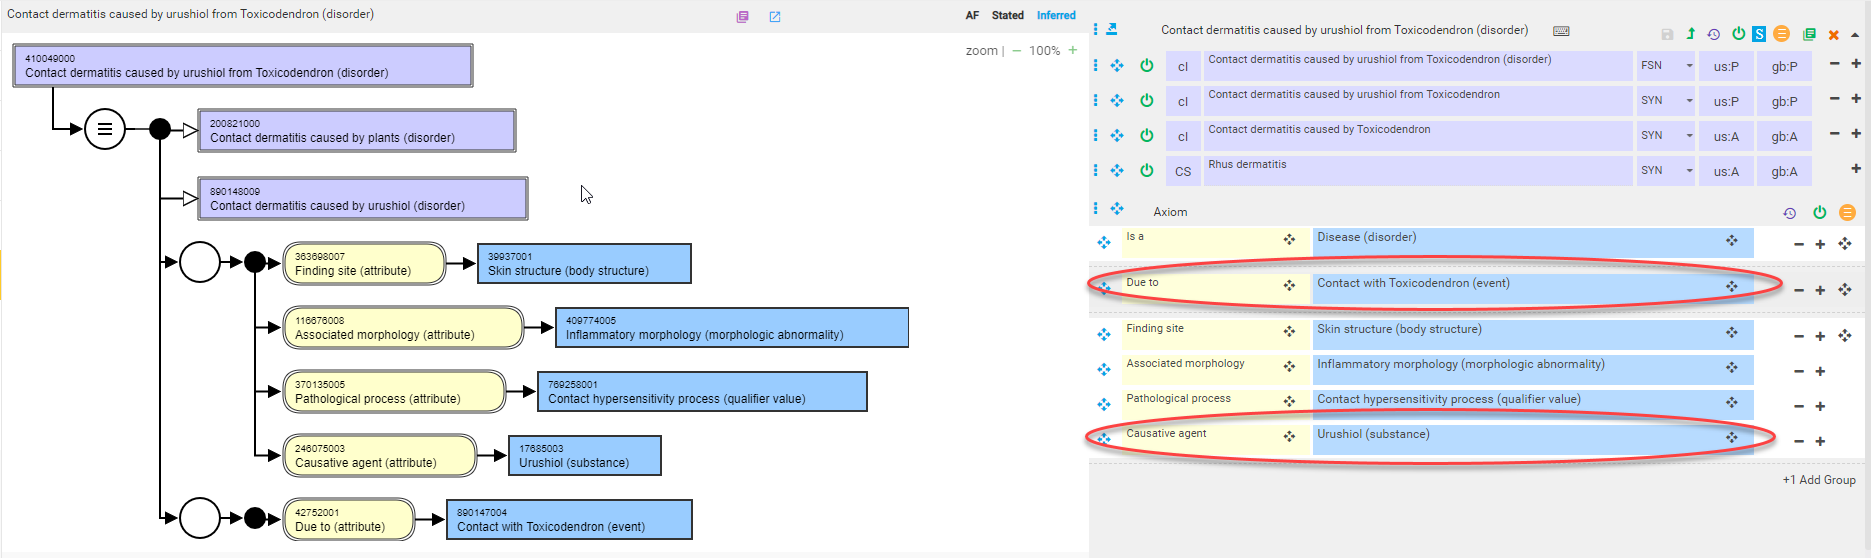 Contact dermatitis caused by urushiol from Toxicodendron (disorder)
AF Stated Inferred
zoom | − 100% +
410049000
Contact dermatitis caused by urushiol from Toxicodendron (disorder)
200821000
Contact dermatitis caused by plants (disorder)
890148009
Contact dermatitis caused by urushiol (disorder)
363698007
Finding site (attribute)
39937001
Skin structure (body structure)
116676008
Associated morphology (attribute)
409774005
Inflammatory morphology (morphologic abnormality)
370135005
Pathological process (attribute)
769258001
Contact hypersensitivity process (qualifier value)
246075003
Causative agent (attribute)
17685003
Urushiol (substance)
42752001
Due to (attribute)
890147004
Contact with Toxicodendron (event)
Contact dermatitis caused by urushiol from Toxicodendron (disorder)
S
cI Contact dermatitis caused by urushiol from Toxicodendron (disorder) FSN us:P gb:P
cI Contact dermatitis caused by urushiol from Toxicodendron SYN us:P gb:P
cI Contact dermatitis caused by Toxicodendron SYN us:A gb:A
CS Rhus dermatitis SYN us:A gb:A
Axiom
Is a Disease (disorder)
Due to Contact with Toxicodendron (event)
Finding site Skin structure (body structure)
Associated morphology Inflammatory morphology (morphologic abnormality)
Pathological process Contact hypersensitivity process (qualifier value)
Causative agent Urushiol (substance)
+1 Add Group